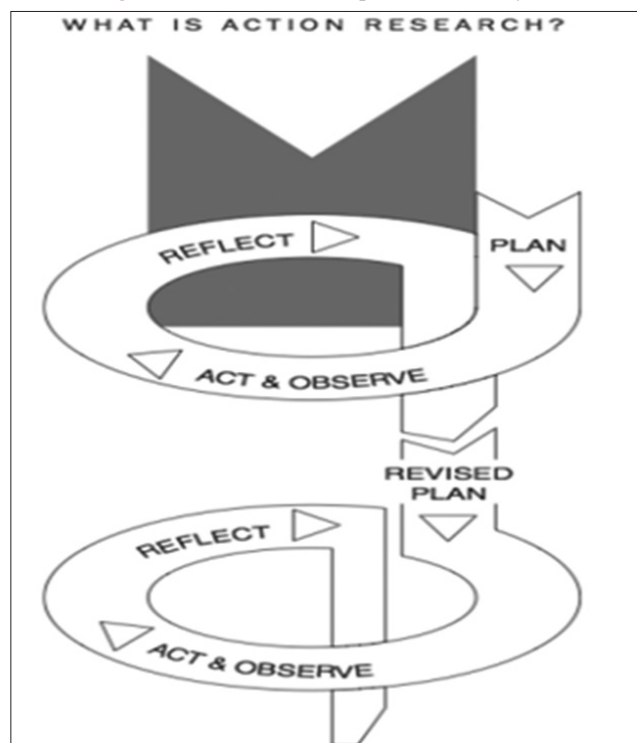 WHAT IS ACTION RESEARCH?
REFLECT
PLAN
ACT & OBSERVE
REVISED
PLAN
REFLECT
ACT & OBSERVE